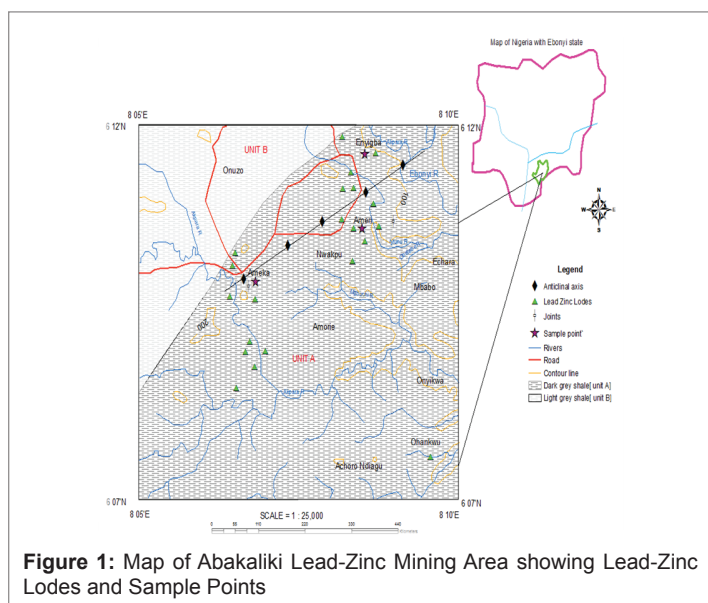 Map of Nigeria with Ebonyi state
8 05'E
8 10'E
6 12'N
6 12'N
Enyigba
UNIT B
Onuzo
Ebonyi R
100
Ameri
Nwakpu
Echara
Ameka
Mbabo
200
Amorie
UNIT A
Onyikwa
Ohankwu
Achoro Ndiagu
6 07'N
6 07'N
8 05'E
8 10'E
SCALE = 1 : 25,000
N
W
E
S
Legend
Anticlinal axis
Lead Zinc Lodes
Joints
Sample point'
Rivers
Road
Contour line
Dark grey shale[ unit A]
Light grey shale[ unit B]
Figure 1: Map of Abakaliki Lead-Zinc Mining Area showing Lead-Zinc
Lodes and Sample Points